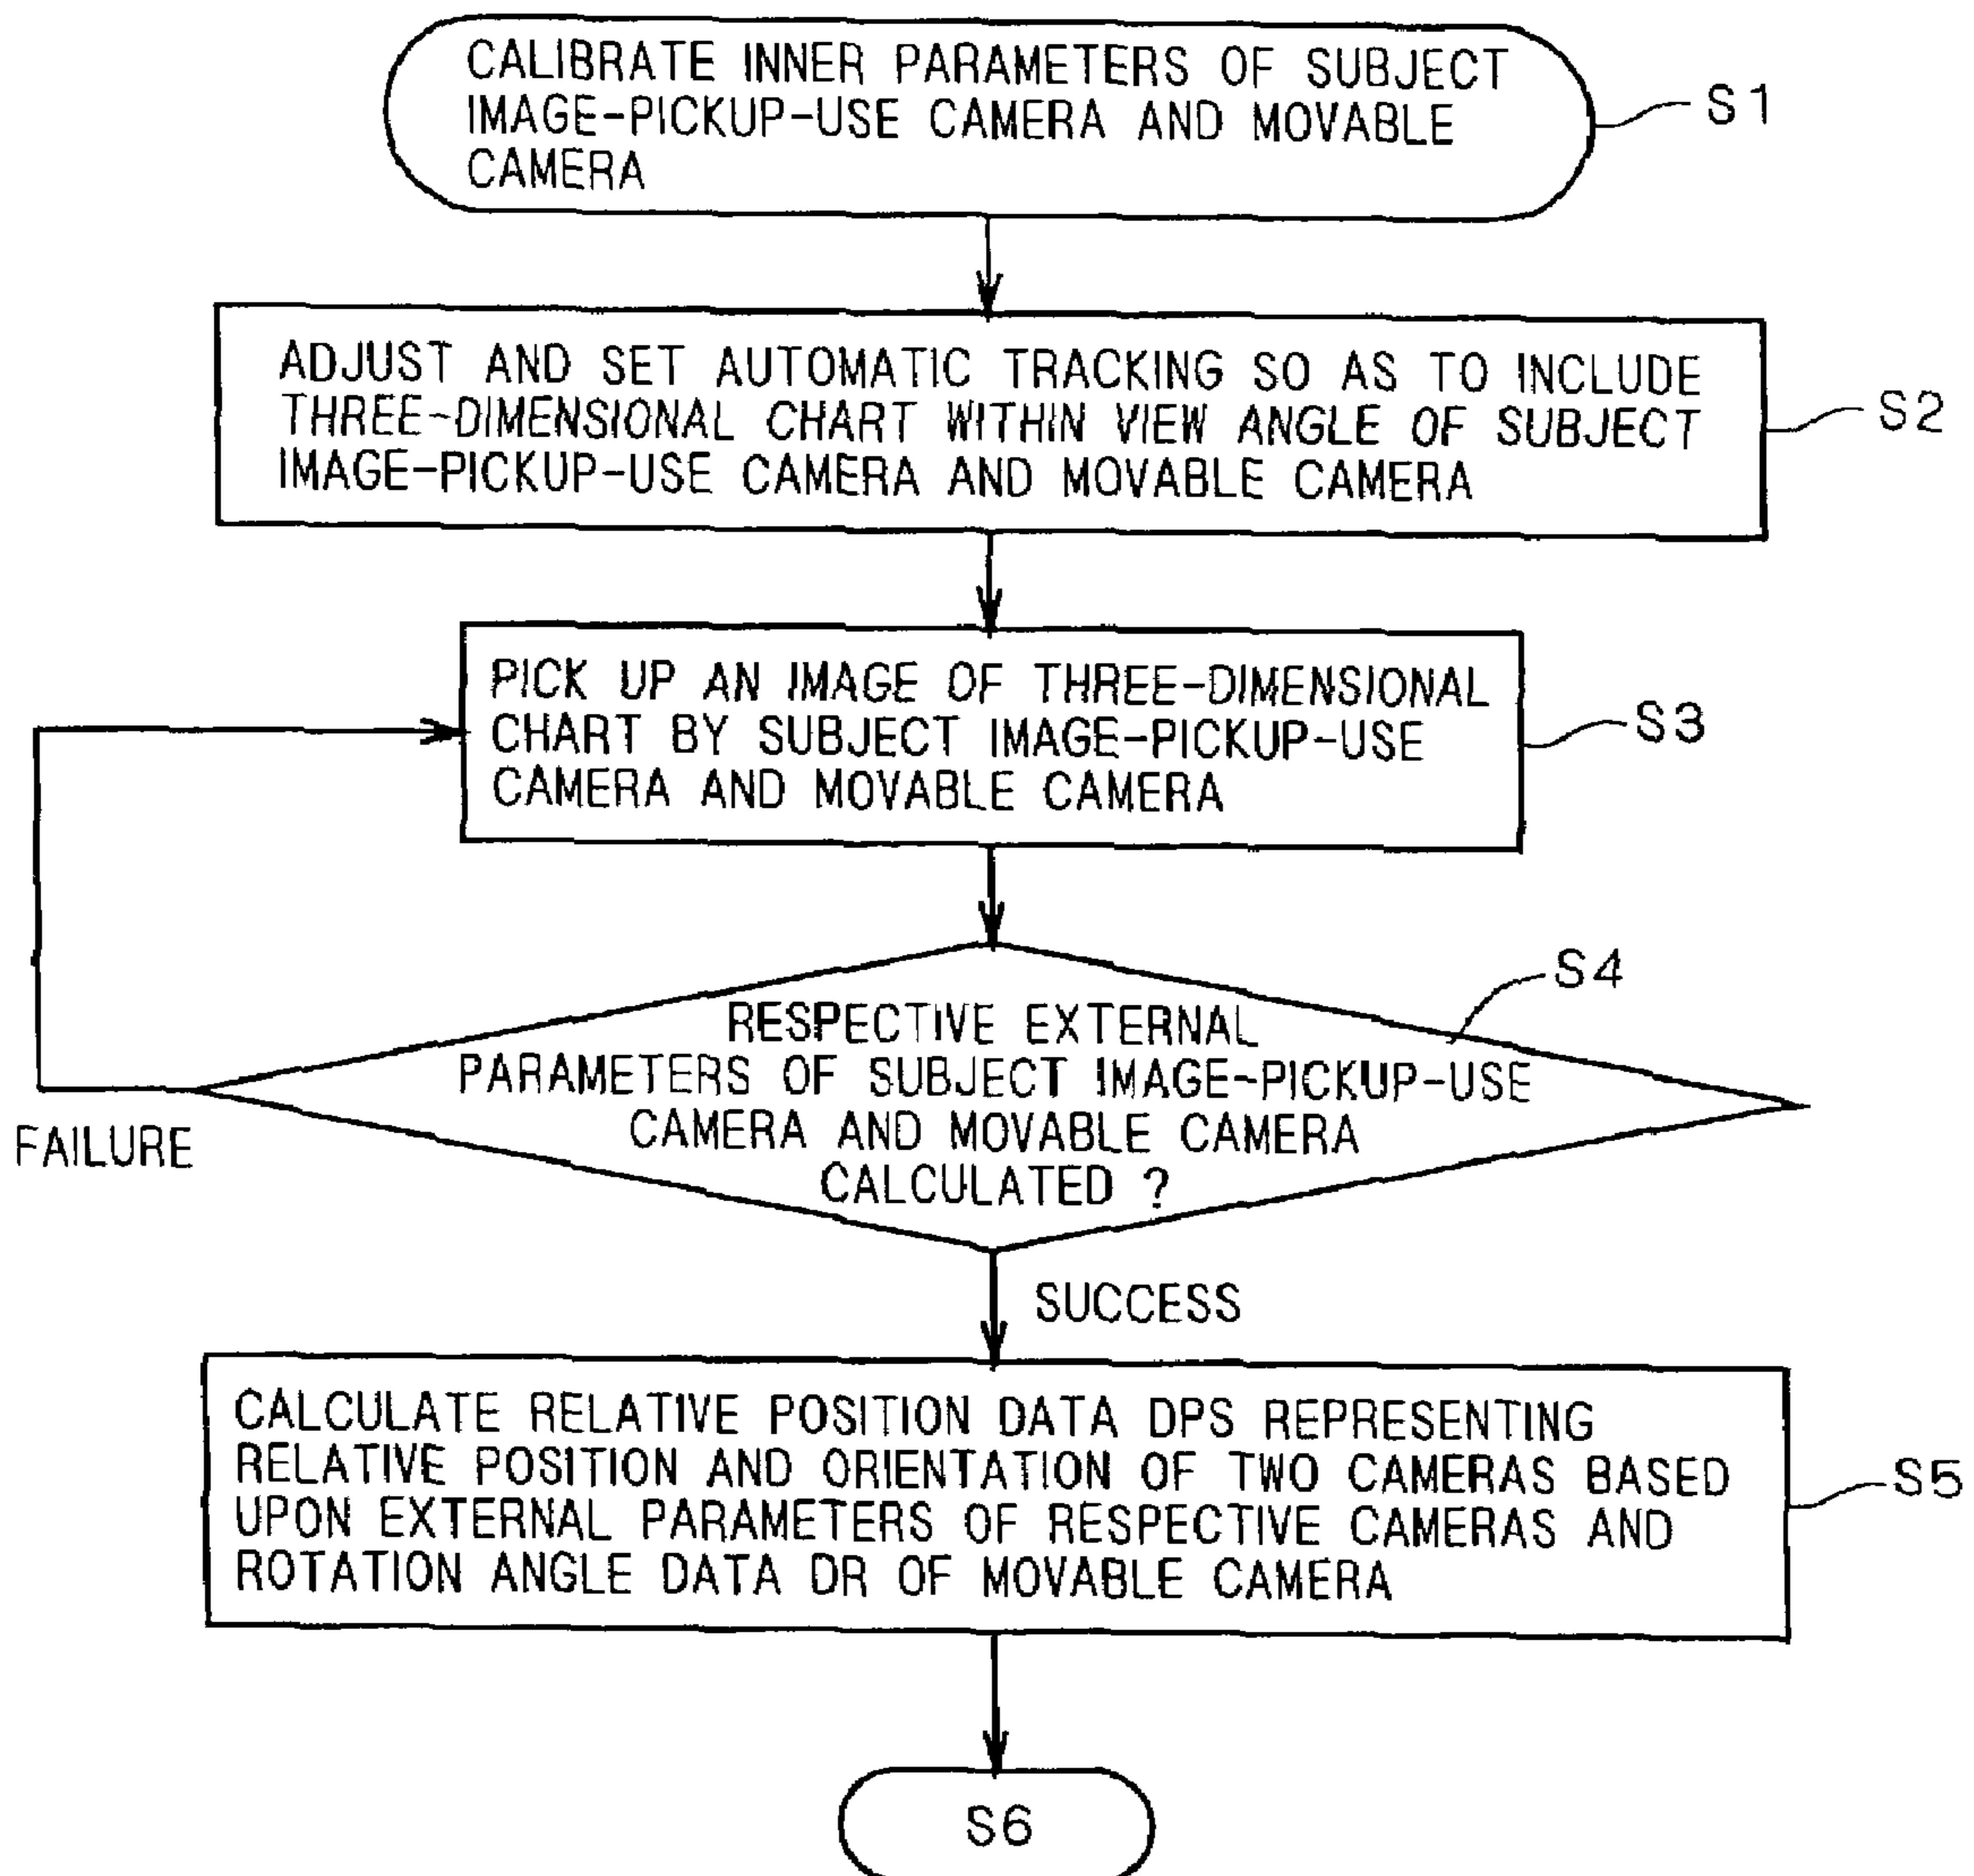 CALIBRATE INNER PARAMETERS OF SUBJECT
IMAGE-PICKUP-USE CAMERA AND MOVABLE
CAMERA
S1
ADJUST AND SET AUTOMATIC TRACKING SO AS TO INCLUDE
THREE-DIMENSIONAL CHART WITHIN VIEW ANGLE OF SUBJECT
IMAGE-PICKUP-USE CAMERA AND MOVABLE CAMERA
S2
PICK UP AN IMAGE OF THREE-DIMENSIONAL
CHART BY SUBJECT IMAGE-PICKUP-USE
CAMERA AND MOVABLE CAMERA
S3
S4
RESPECTIVE EXTERNAL
PARAMETERS OF SUBJECT IMAGE-PICKUP-USE
CAMERA AND MOVABLE CAMERA
CALCULATED ?
FAILURE
SUCCESS
CALCULATE RELATIVE POSITION DATA DPS REPRESENTING
RELATIVE POSITION AND ORIENTATION OF TWO CAMERAS BASED
UPON EXTERNAL PARAMETERS OF RESPECTIVE CAMERAS AND
ROTATION ANGLE DATA DR OF MOVABLE CAMERA
S5
S6